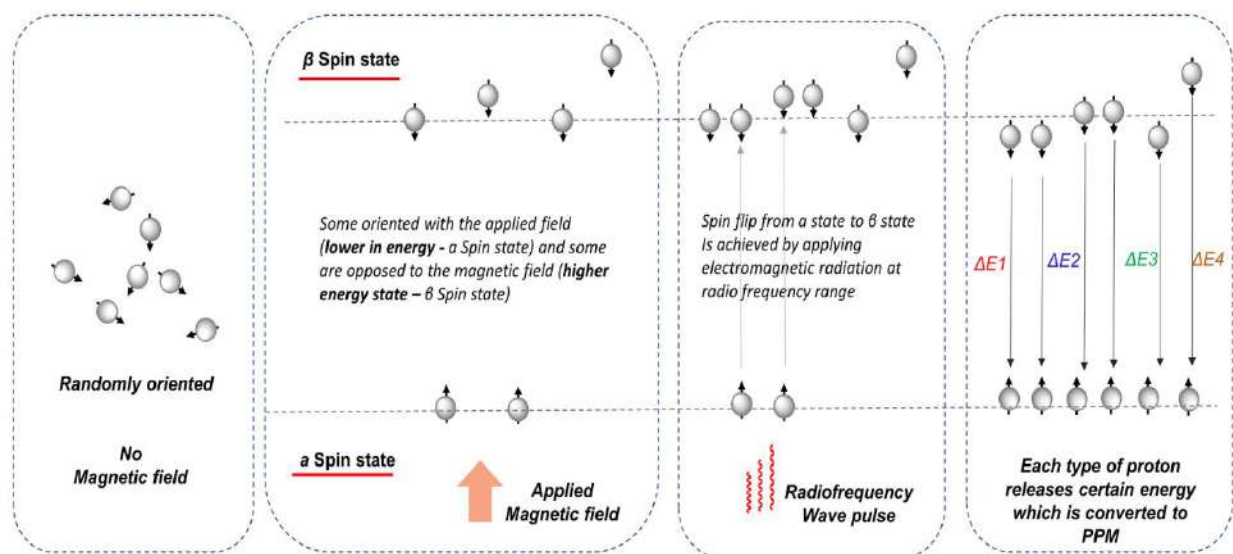 Randomly oriented
No
Magnetic field
β Spin state
Some oriented with the applied field
(lower in energy - a Spin state) and some
are opposed to the magnetic field (higher
energy state – β Spin state)
a Spin state
Applied
Magnetic field
Spin flip from a state to β state
Is achieved by applying
electromagnetic radiation at
radio frequency range
Radiofrequency
Wave pulse
ΔE1
ΔE2
ΔE3
ΔE4
Each type of proton
releases certain energy
which is converted to
PPM